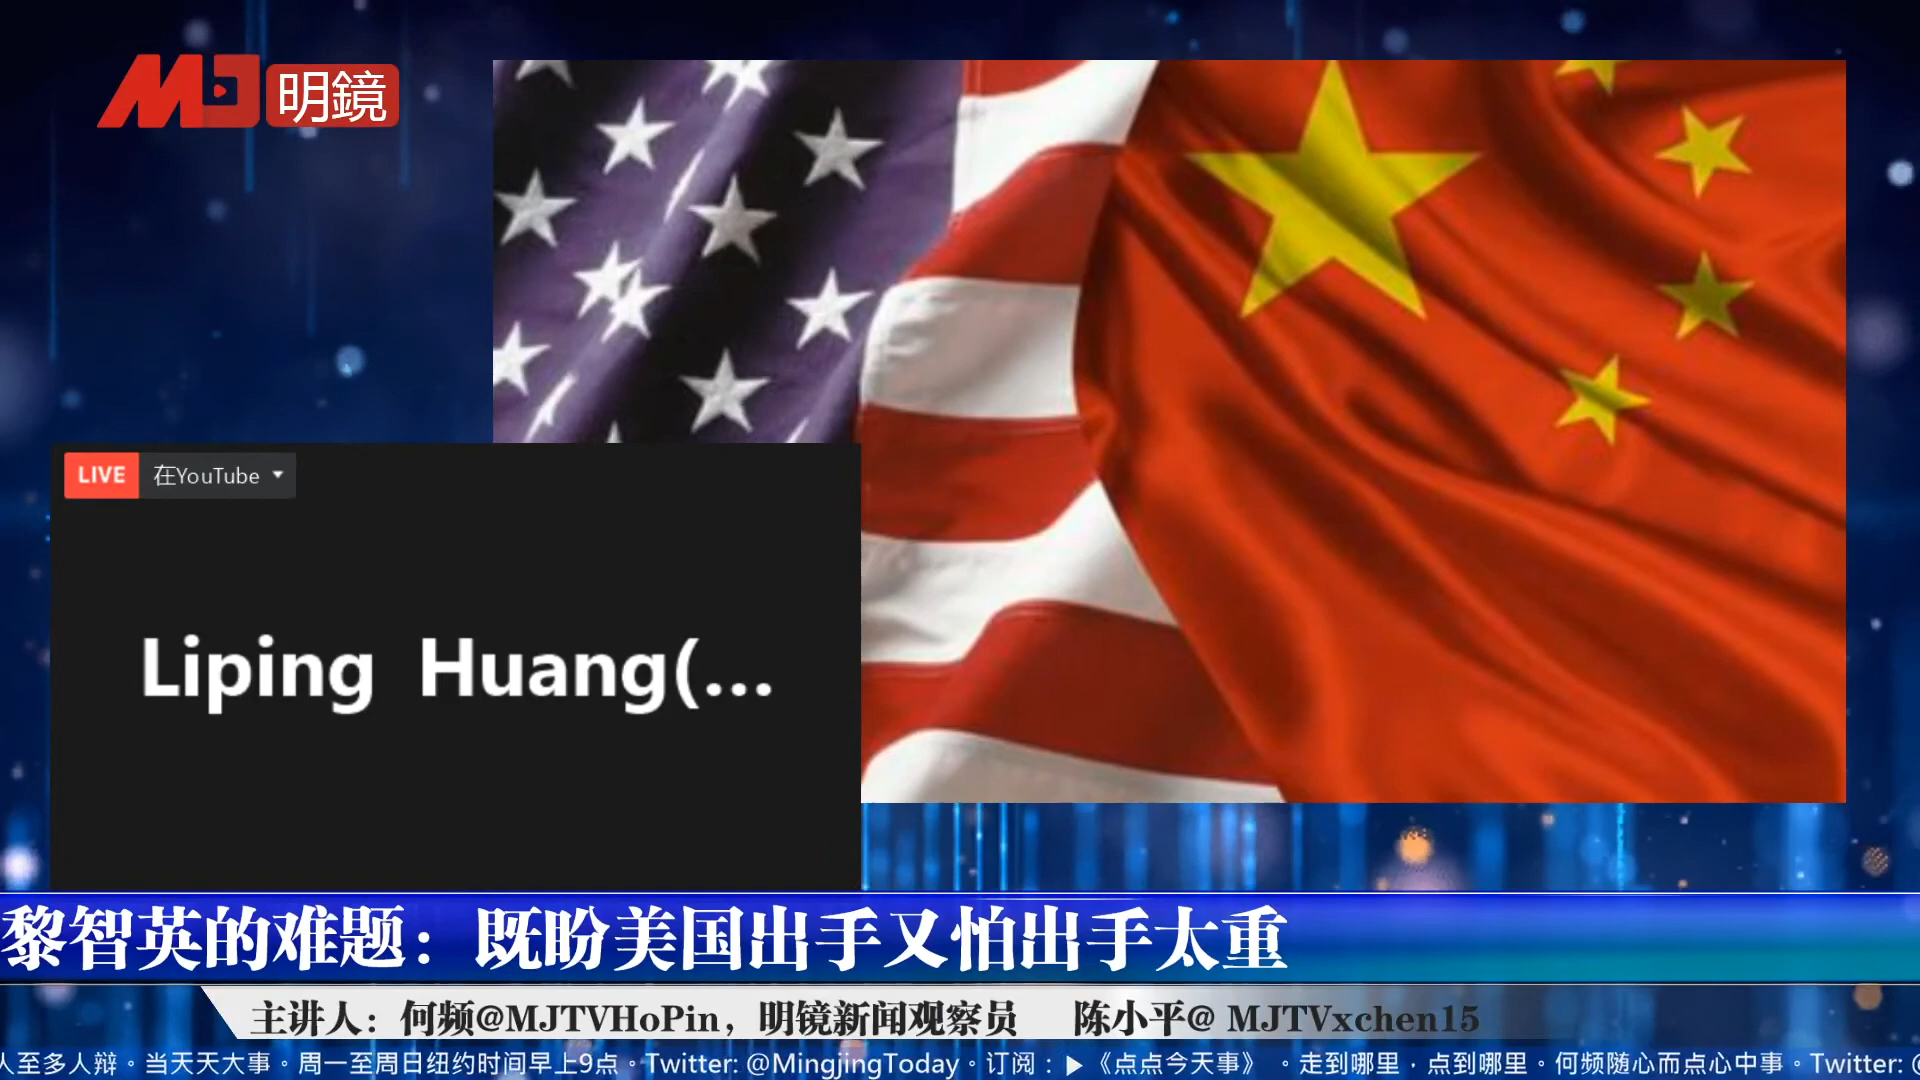 MJ 明鏡
LIVE 在YouTube
Liping Huang(...
黎智英的难题：既盼美国出手又怕出手太重
主讲人：何频@MJTVHoPin，明镜新闻观察员 陈小平@ MJTVxchen15
人至多人辩。当天天大事。周一至周日纽约时间早上9点。Twitter: @MingjingToday。订阅：▶《点点今天事》 。走到哪里，点到哪里。何频随心而点心中事。Twitter: @